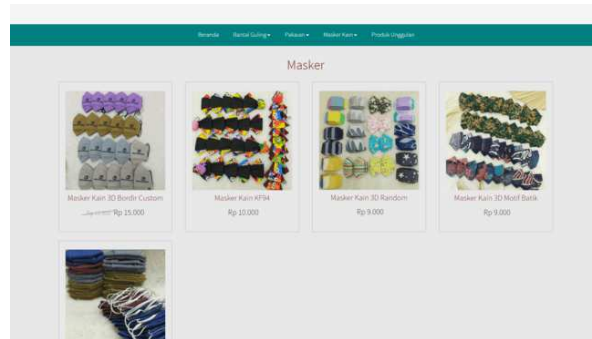 Beranda Bantal Guling Pakaian Masker Kain Produk Unggulan
Masker
Masker Kain 3D Bordir Custom
Rp 15.000
Masker Kain KF94
Rp 10.000
Masker Kain 3D Random
Rp 9.000
Masker Kain 3D Motif Batik
Rp 9.000